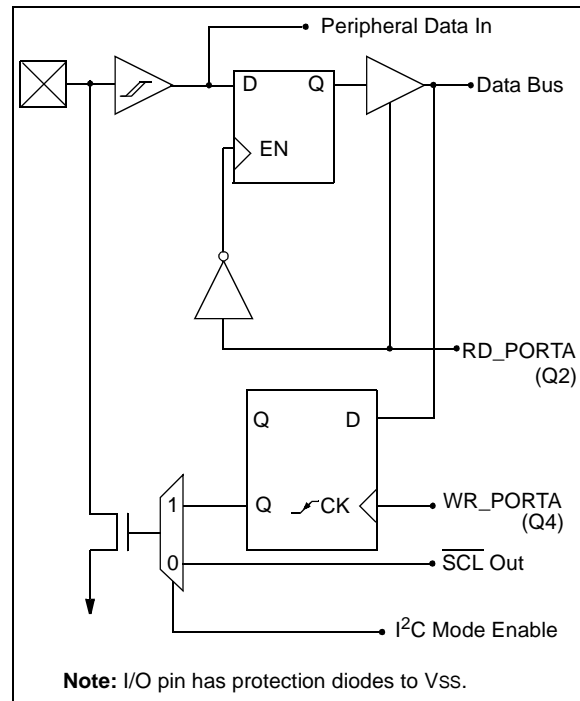 Peripheral Data In
D Q
Data Bus
EN
RD_PORTA
(Q2)
Q D
1
Q
CK
WR_PORTA
(Q4)
0
S̅C̅L̅ Out
I²C Mode Enable
Note: I/O pin has protection diodes to VSS.